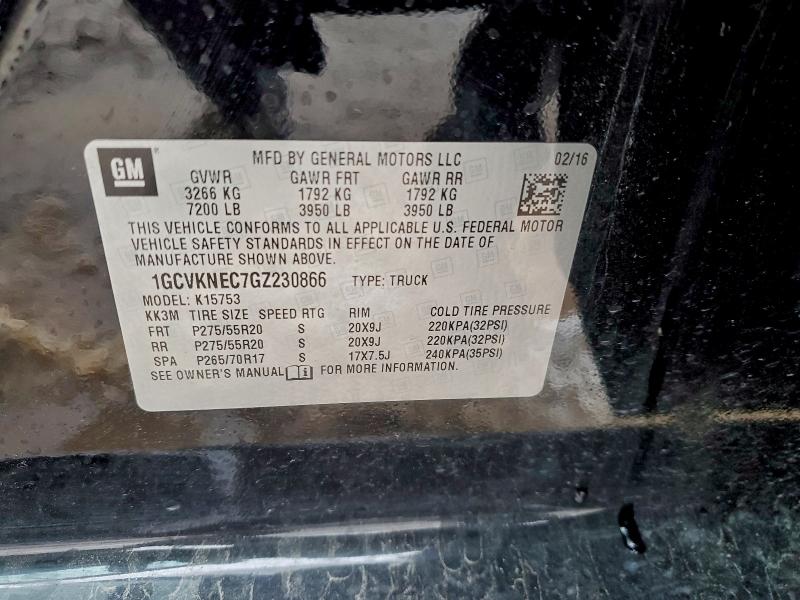 GM
MFD BY GENERAL MOTORS LLC 02/16
GVWR GAWR FRT GAWR RR
3266 KG 1792 KG 1792 KG
7200 LB 3950 LB 3950 LB
THIS VEHICLE CONFORMS TO ALL APPLICABLE U.S. FEDERAL MOTOR
VEHICLE SAFETY STANDARDS IN EFFECT ON THE DATE OF
MANUFACTURE SHOWN ABOVE.
1GCVKNEC7GZ230866 TYPE: TRUCK
MODEL: K15753
KK3M TIRE SIZE SPEED RTG RIM COLD TIRE PRESSURE
FRT P275/55R20 S 20X9J 220KPA(32PSI)
RR P275/55R20 S 20X9J 220KPA(32PSI)
SPA P265/70R17 S 17X7.5J 240KPA(35PSI)
SEE OWNER'S MANUAL FOR MORE INFORMATION.